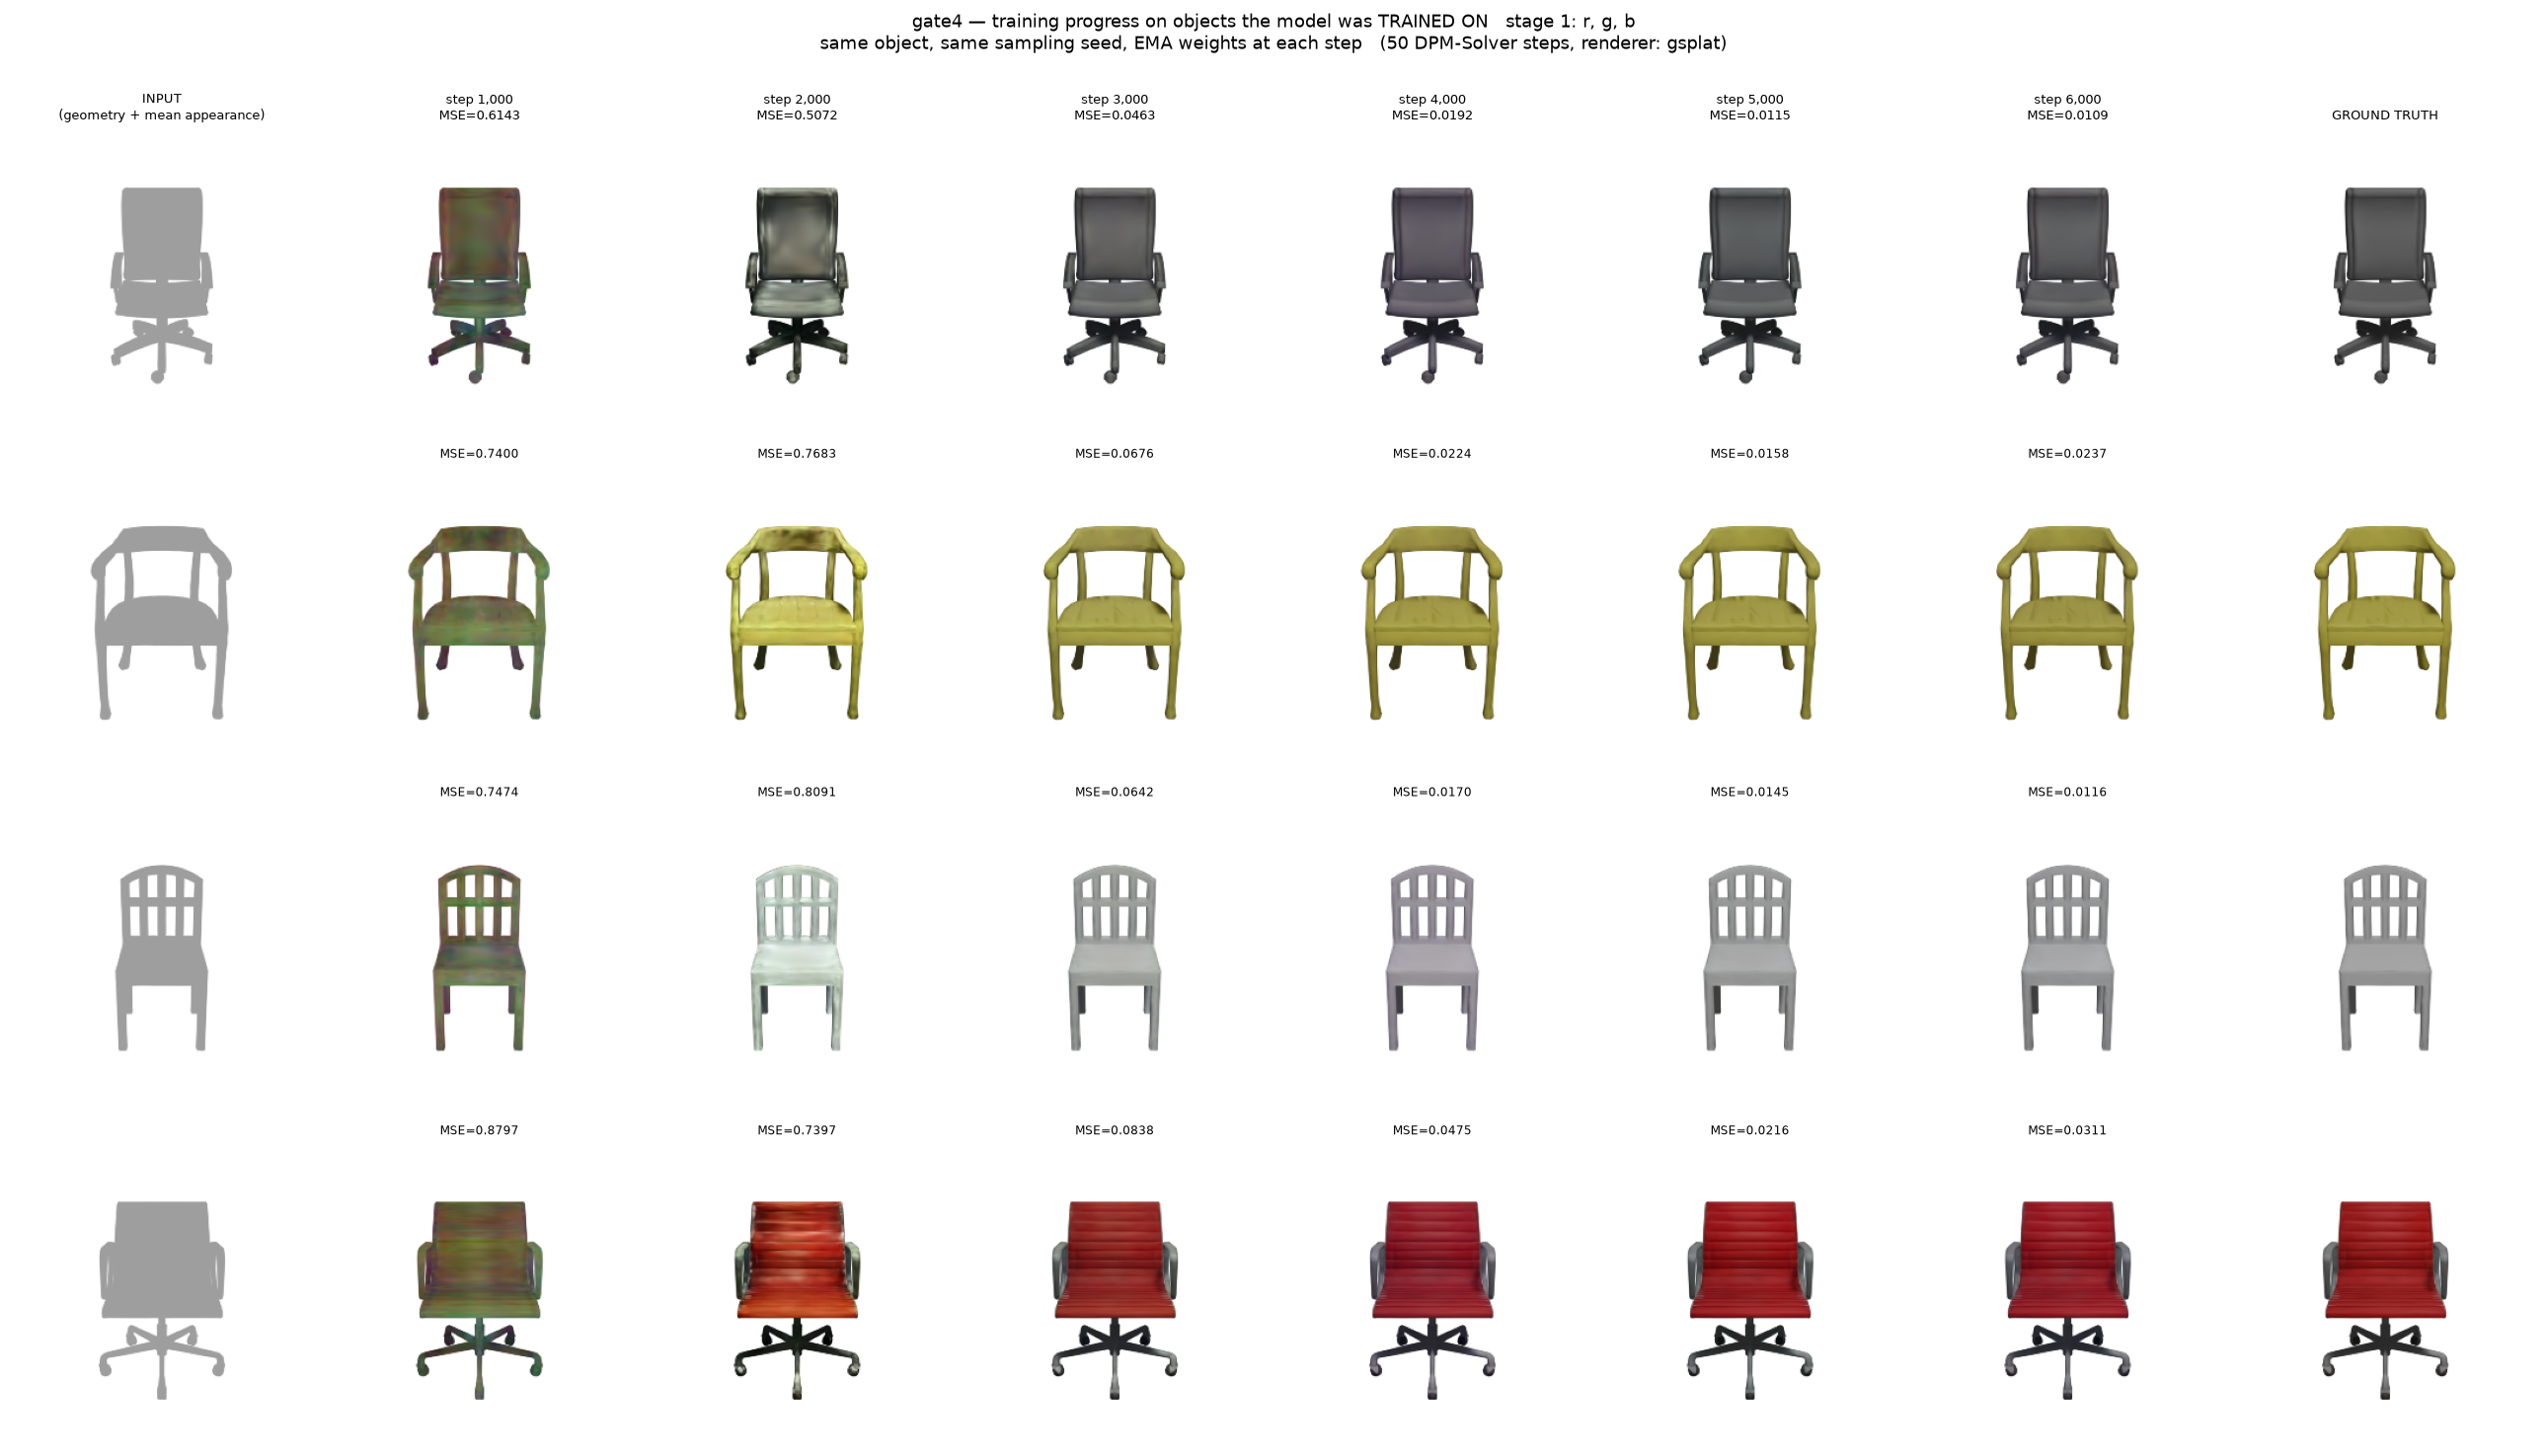 gate4 — training progress on objects the model was TRAINED ON   stage 1: r, g, b
same object, same sampling seed, EMA weights at each step   (50 DPM-Solver steps, renderer: gsplat)
INPUT
(geometry + mean appearance)
step 1,000
MSE=0.6143
step 2,000
MSE=0.5072
step 3,000
MSE=0.0463
step 4,000
MSE=0.0192
step 5,000
MSE=0.0115
step 6,000
MSE=0.0109
GROUND TRUTH
MSE=0.7400
MSE=0.7683
MSE=0.0676
MSE=0.0224
MSE=0.0158
MSE=0.0237
MSE=0.7474
MSE=0.8091
MSE=0.0642
MSE=0.0170
MSE=0.0145
MSE=0.0116
MSE=0.8797
MSE=0.7397
MSE=0.0838
MSE=0.0475
MSE=0.0216
MSE=0.0311